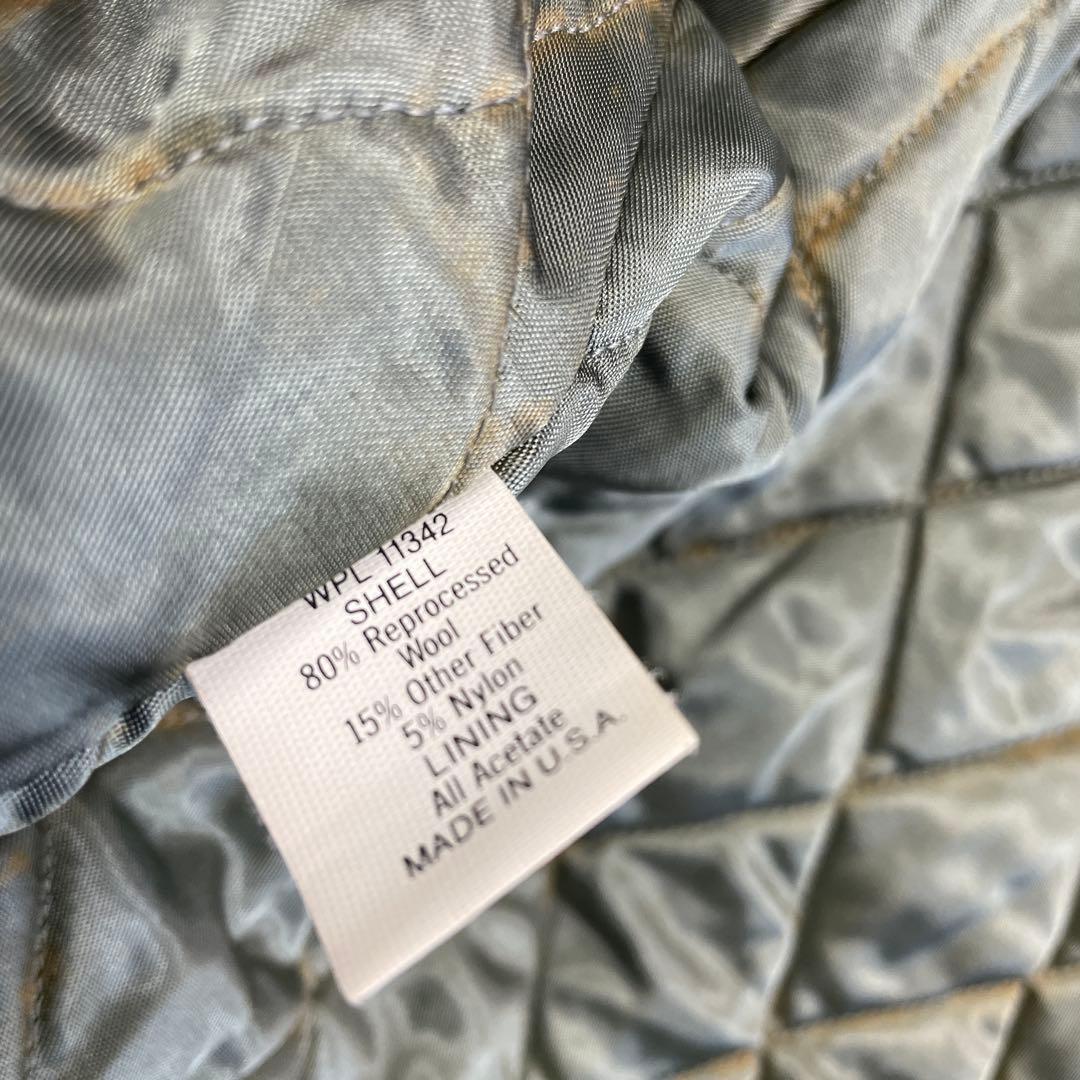 WPL 11342
SHELL
80% Reprocessed
Wool
15% Other Fiber
5% Nylon
LINING
All Acetate
MADE IN U.S.A.